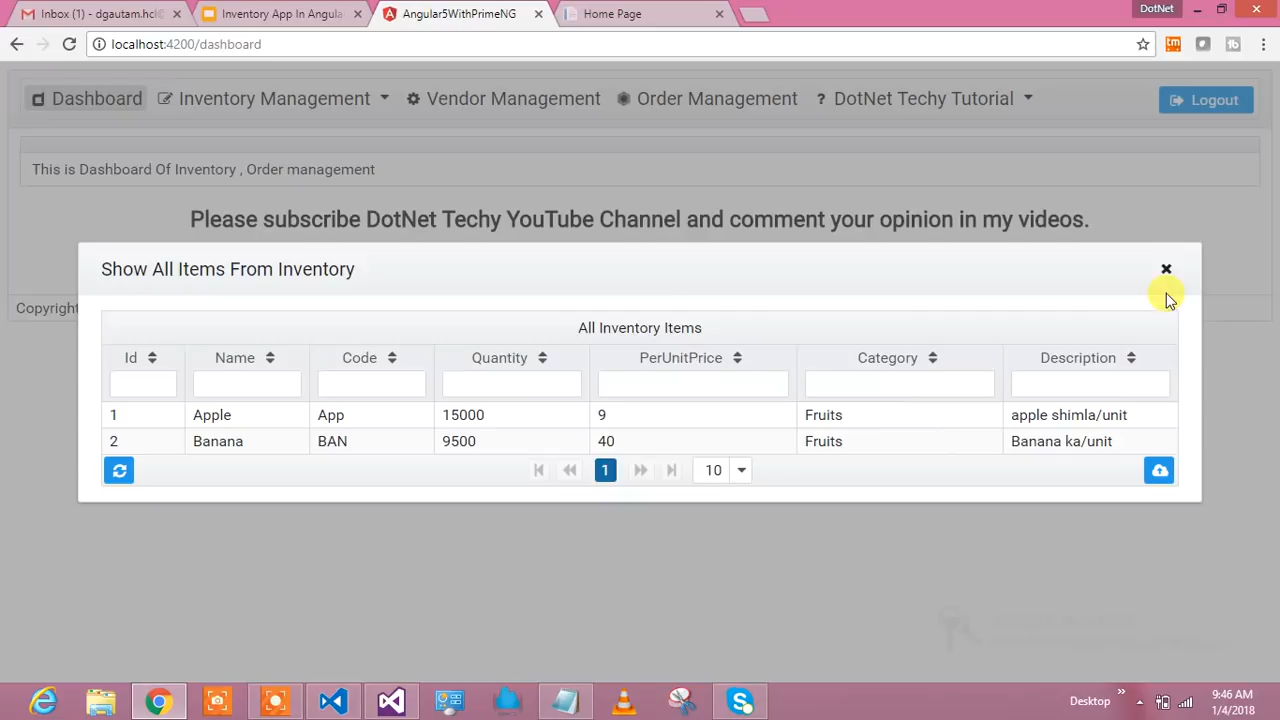 Inbox (1) - dgautam.hcl
Inventory App In Angular
Angular5WithPrimeNG
Home Page
DotNet
localhost:4200/dashboard
Dashboard Inventory Management Vendor Management Order Management ? DotNet Techy Tutorial Logout
This is Dashboard Of Inventory , Order management
Please subscribe DotNet Techy YouTube Channel and comment your opinion in my videos.
Show All Items From Inventory
Copyright
All Inventory Items
Id Name Code Quantity PerUnitPrice Category Description
1 Apple App 15000 9 Fruits apple shimla/unit
2 Banana BAN 9500 40 Fruits Banana ka/unit
1 10
Desktop
9:46 AM
1/4/2018